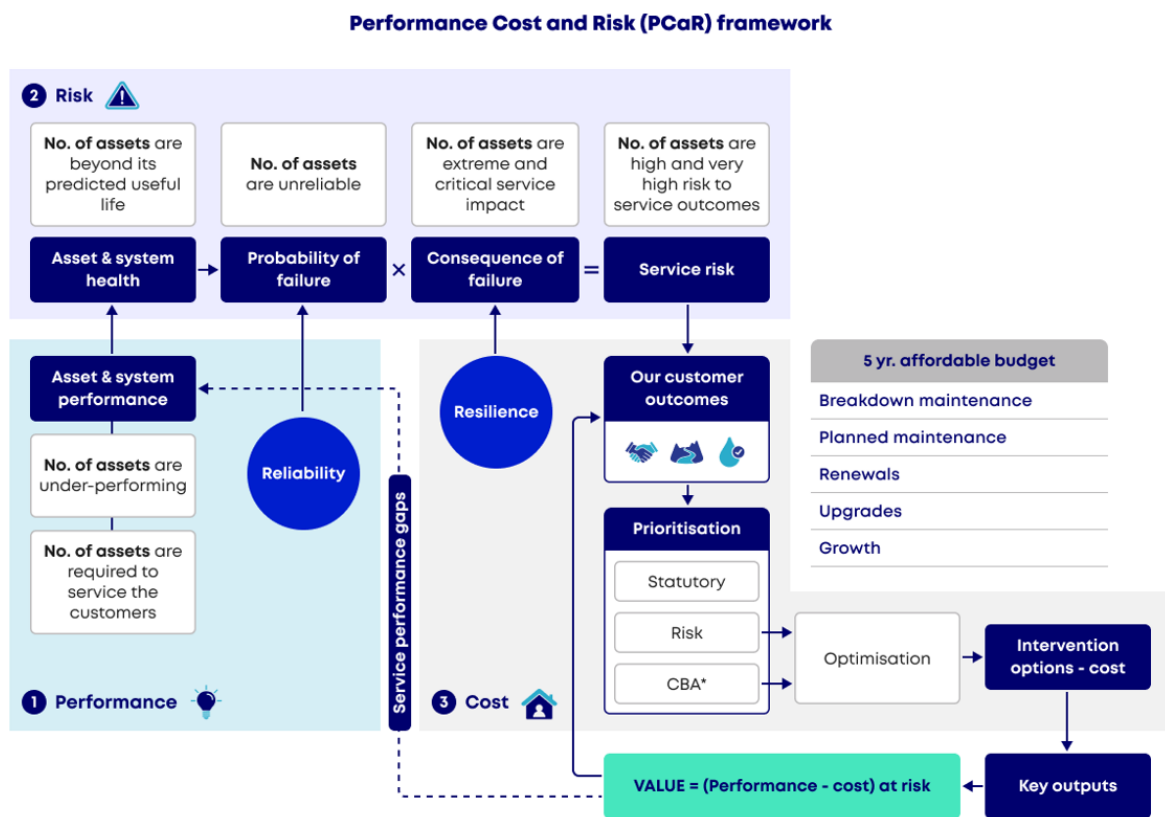 Performance Cost and Risk (PCaR) framework
2 Risk
No. of assets are
beyond its
predicted useful
life
No. of assets
are unreliable
No. of assets are
extreme and
critical service
impact
No. of assets are
high and very
high risk to
service outcomes
Asset & system
health
Probability of
failure
×
Consequence of
failure
=
Service risk
Asset & system
performance
No. of assets are
under-performing
No. of assets are
required to
service the
customers
Reliability
1 Performance
Service performance gaps
Resilience
3 Cost
Our customer
outcomes
Prioritisation
Statutory
Risk
CBA*
Optimisation
Intervention
options - cost
5 yr. affordable budget
Breakdown maintenance
Planned maintenance
Renewals
Upgrades
Growth
VALUE = (Performance - cost) at risk
Key outputs